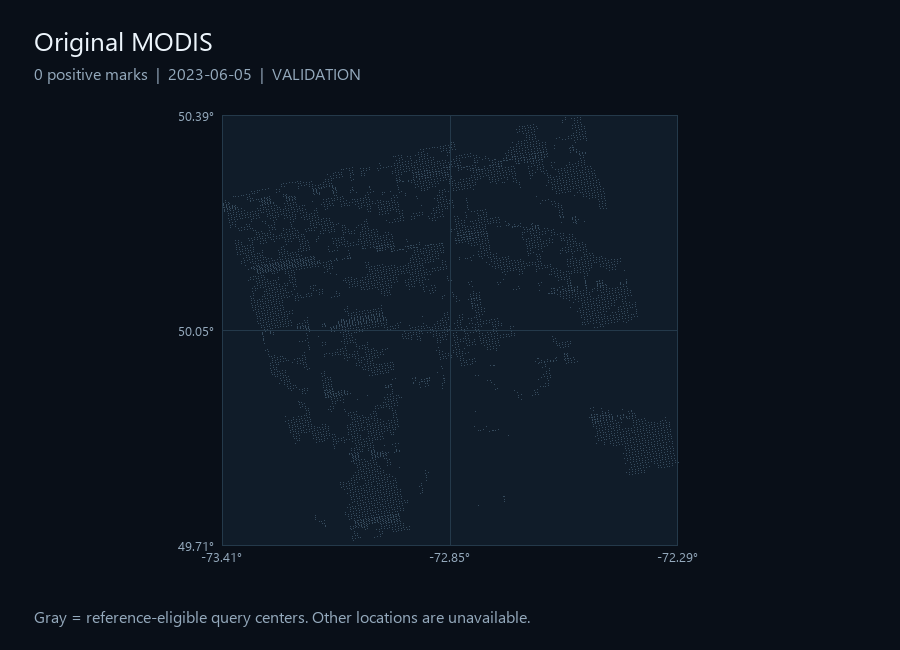 Original MODIS
0 positive marks | 2023-06-05 | VALIDATION
50.39°
50.05°
49.71°
-73.41°
-72.85°
-72.29°
Gray = reference-eligible query centers. Other locations are unavailable.